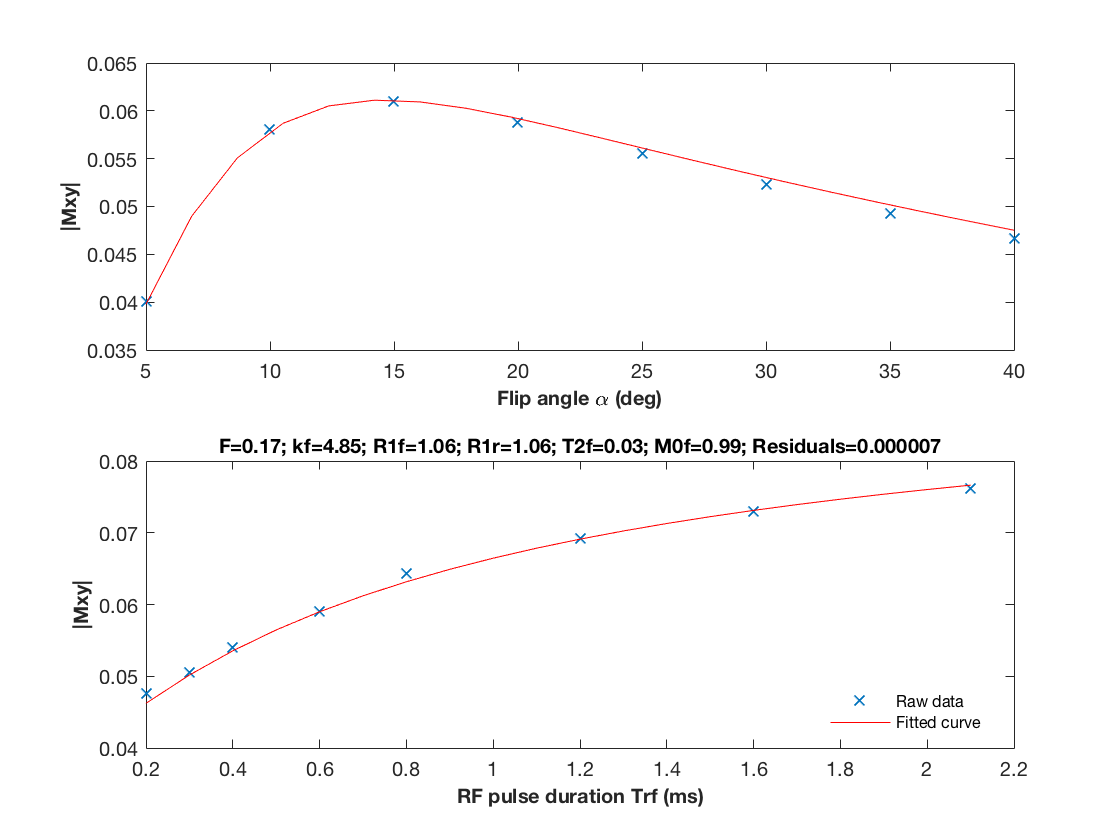 0.065
0.06
0.055
0.05
0.045
0.04
0.035
|Mxy|
5 10 15 20 25 30 35 40
Flip angle α (deg)
F=0.17; kf=4.85; R1f=1.06; R1r=1.06; T2f=0.03; M0f=0.99; Residuals=0.000007
0.08
0.07
0.06
0.05
0.04
|Mxy|
Raw data
Fitted curve
0.2 0.4 0.6 0.8 1 1.2 1.4 1.6 1.8 2 2.2
RF pulse duration Trf (ms)